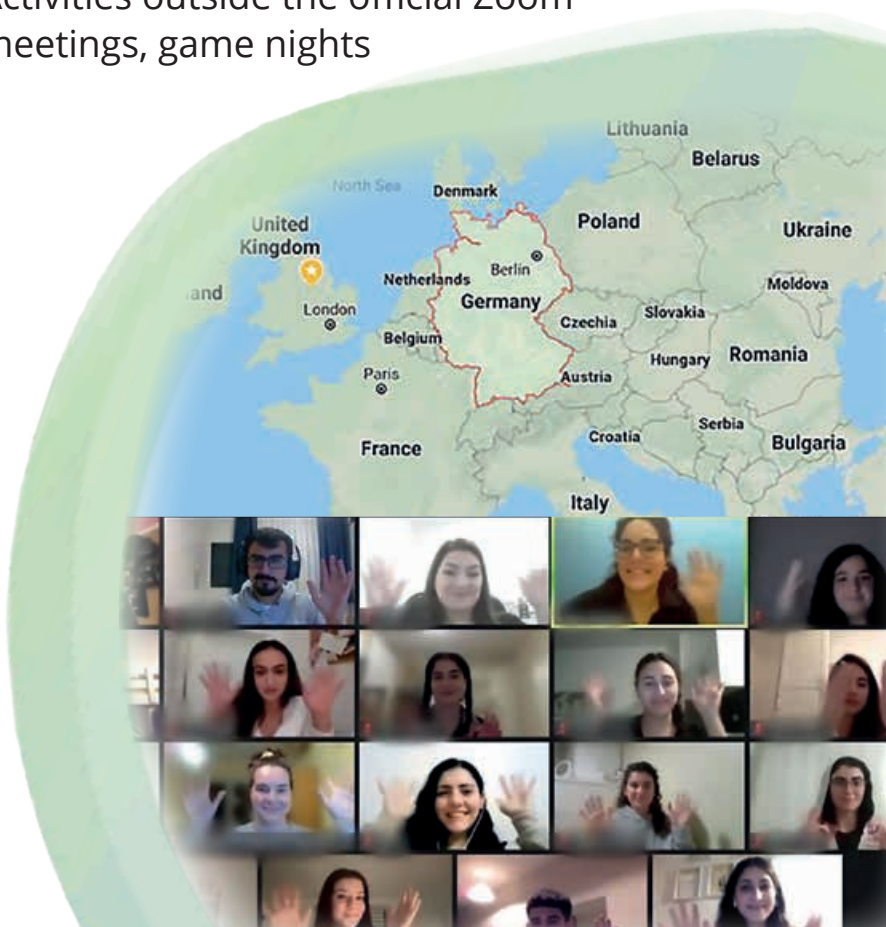 Activities outside the official Zoom
meetings, game nights
Lithuania
Belarus
North Sea
Denmark
United
Kingdom
Poland
Ukraine
Netherlands
Berlin
Moldova
and
Germany
London
Slovakia
Czechia
Belgium
Hungary
Romania
Paris
Austria
Serbia
Croatia
Bulgaria
France
Italy